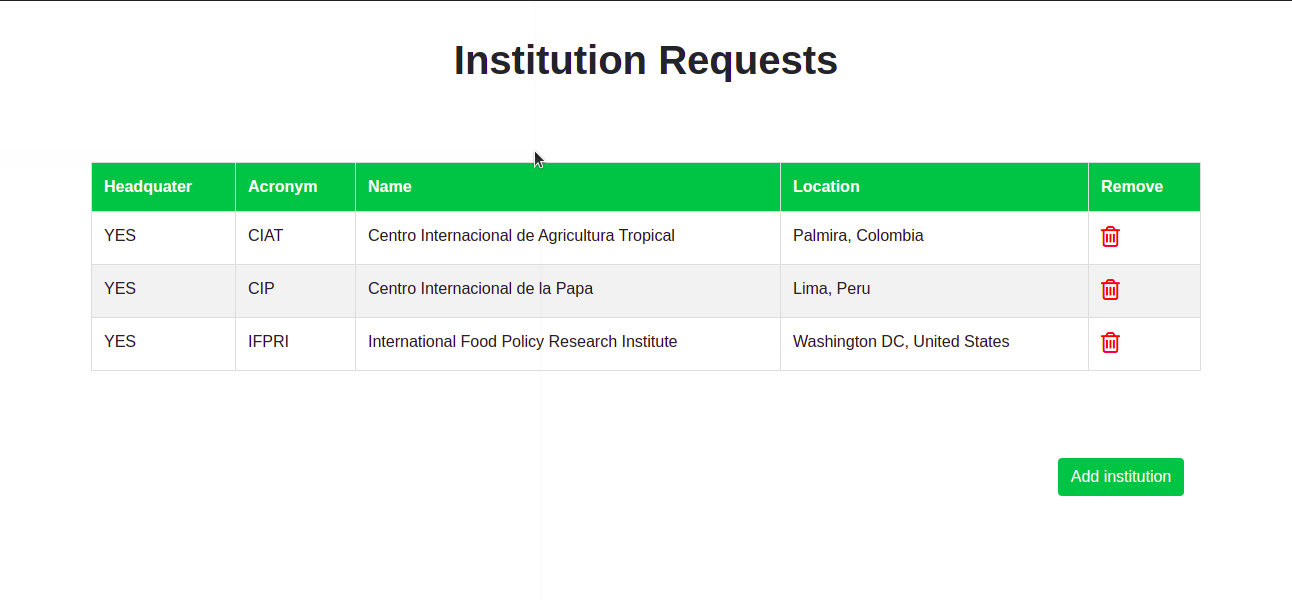 Institution Requests
Headquater Acronym Name Location Remove
YES CIAT Centro Internacional de Agricultura Tropical Palmira, Colombia
YES CIP Centro Internacional de la Papa Lima, Peru
YES IFPRI International Food Policy Research Institute Washington DC, United States
Add institution